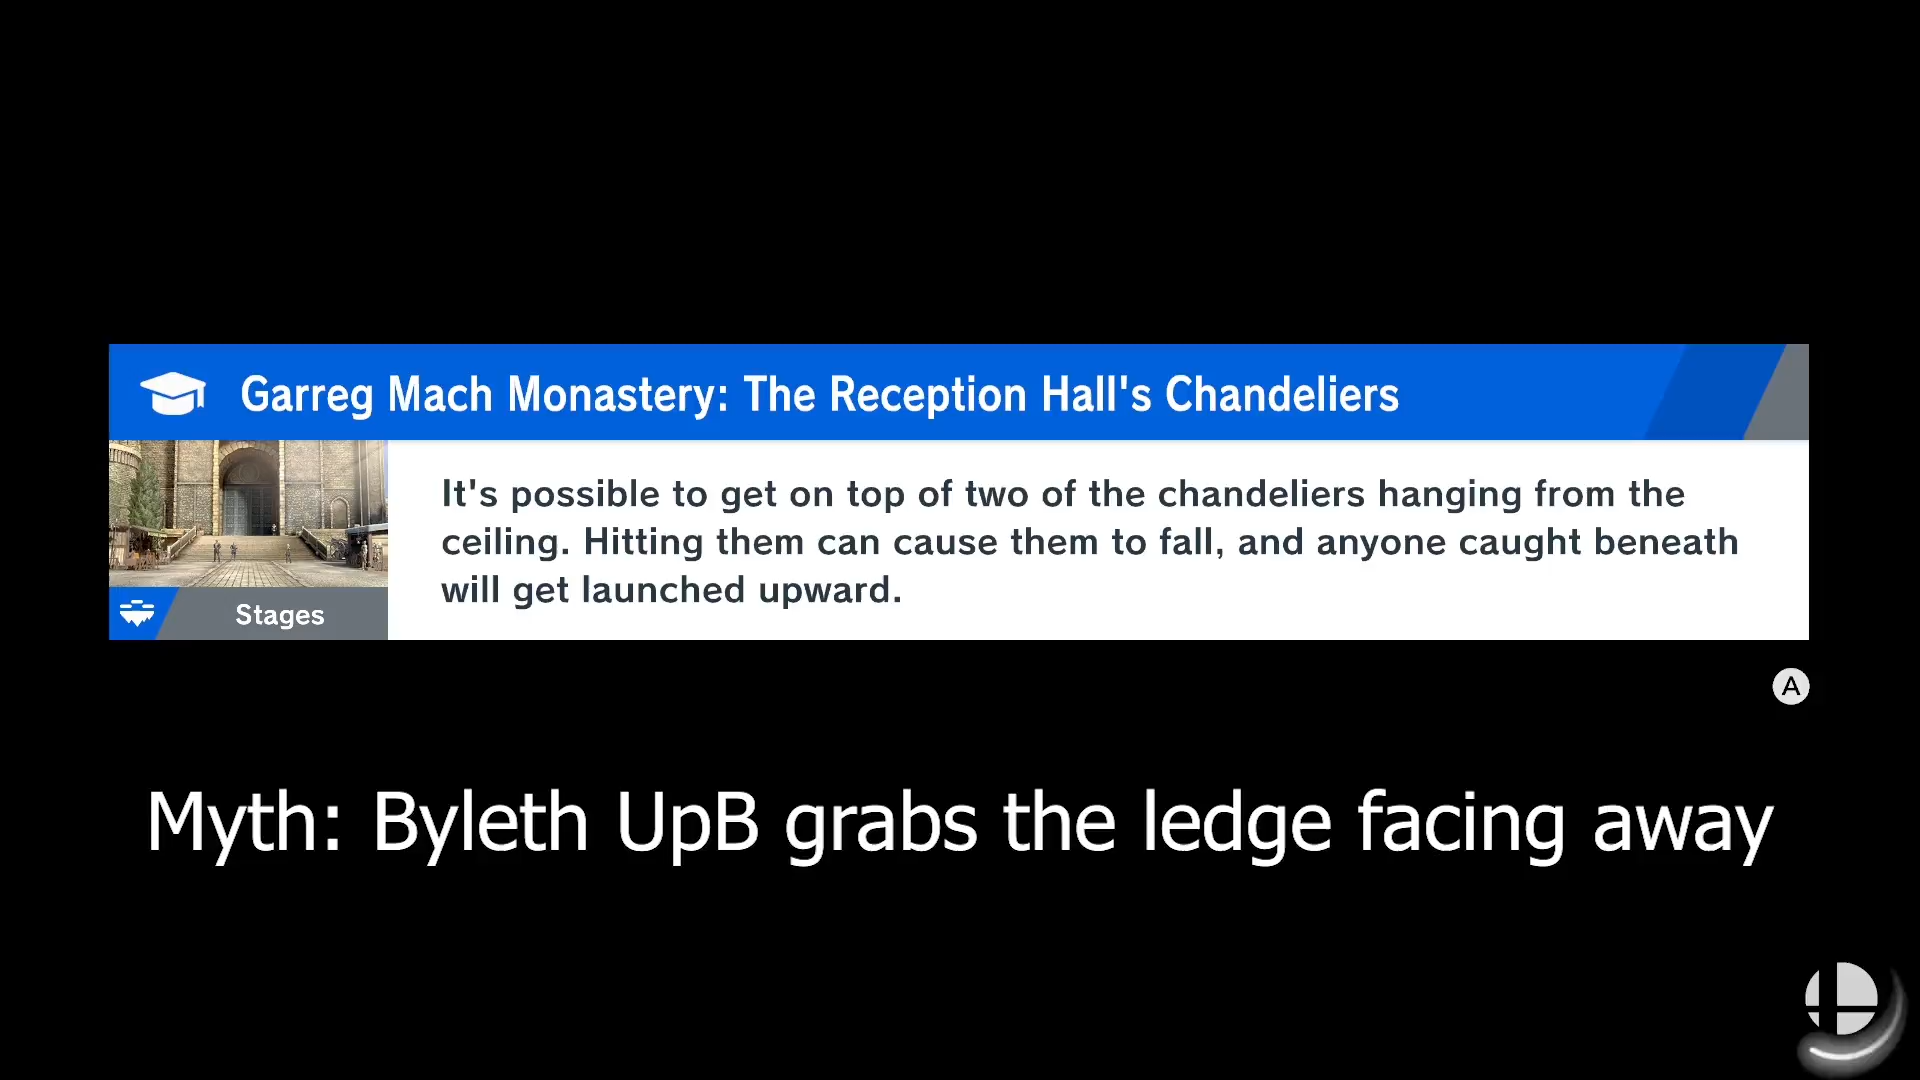 Garreg Mach Monastery: The Reception Hall's Chandeliers
It's possible to get on top of two of the chandeliers hanging from the
ceiling. Hitting them can cause them to fall, and anyone caught beneath
will get launched upward.
Stages
A
Myth: Byleth UpB grabs the ledge facing away